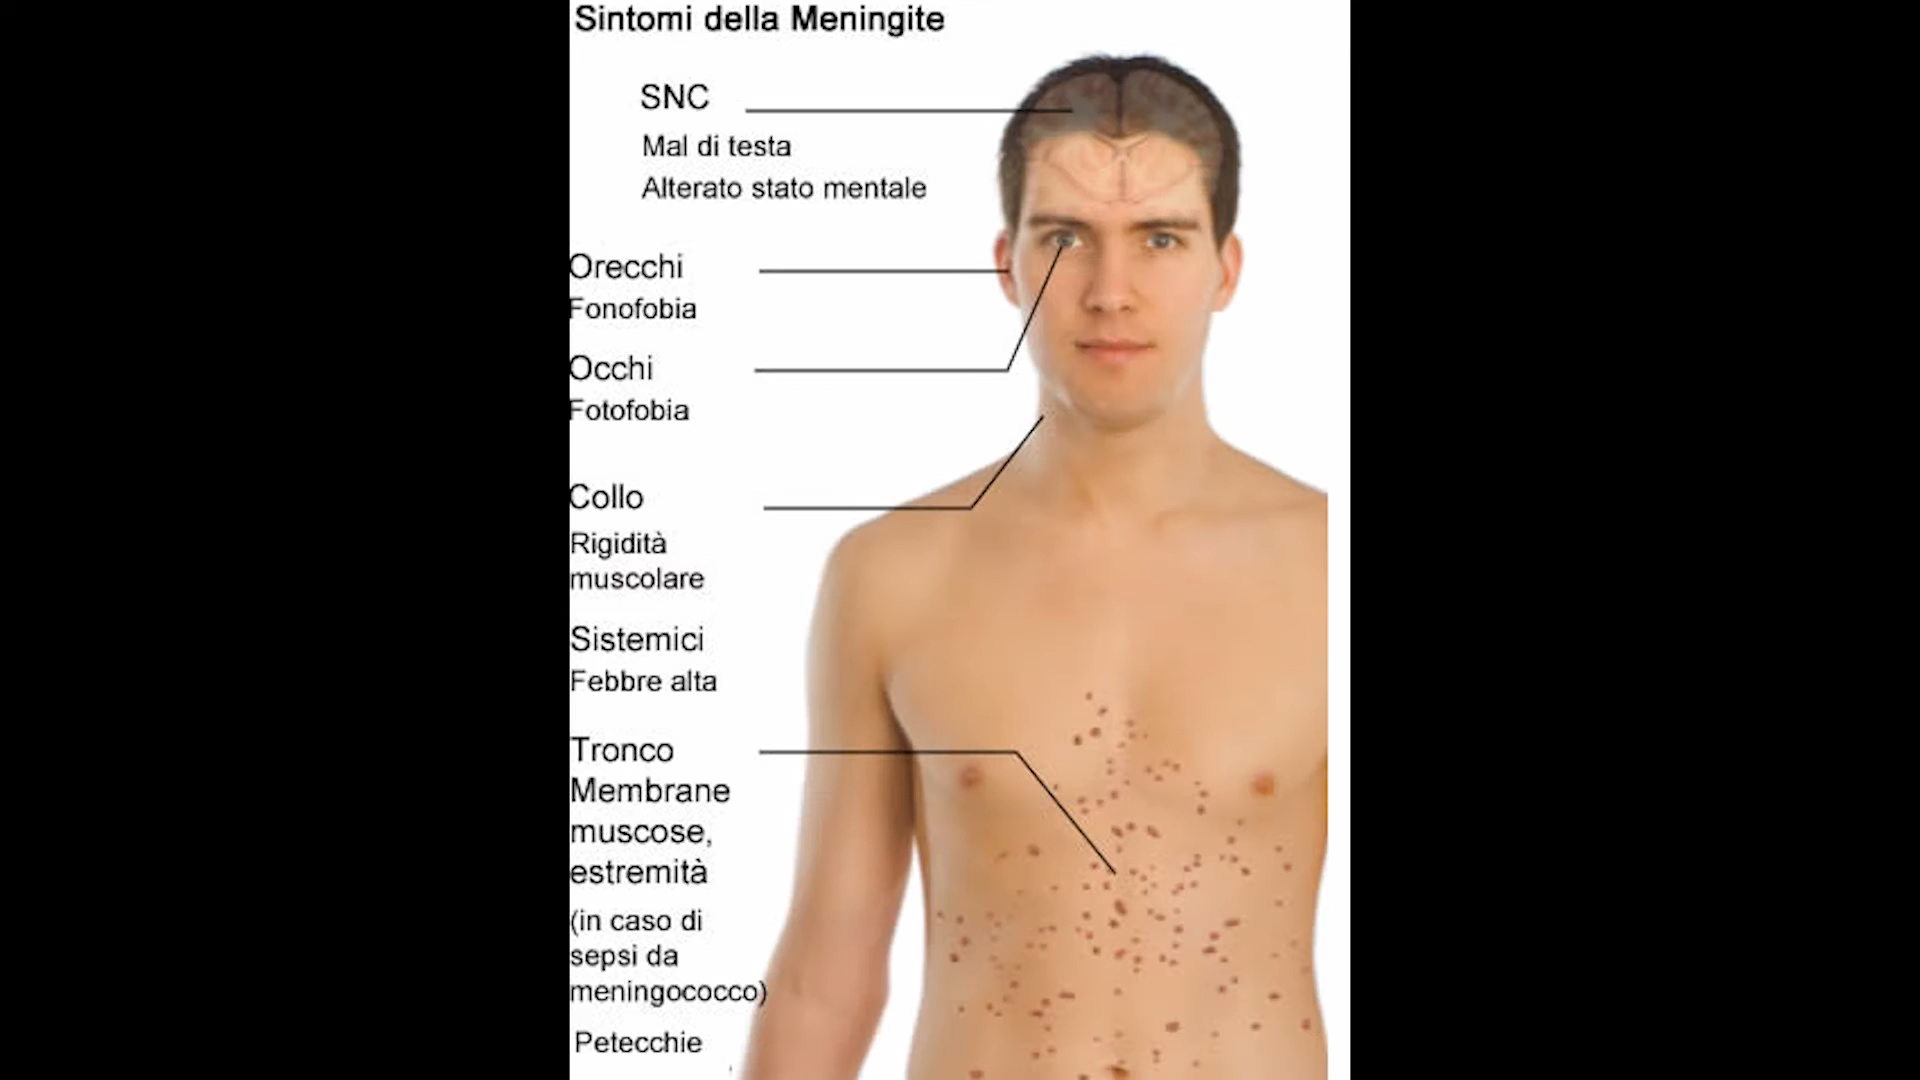 Sintomi della Meningite
SNC
Mal di testa
Alterato stato mentale
Orecchi
Fonofobia
Occhi
Fotofobia
Collo
Rigidità
muscolare
Sistemici
Febbre alta
Tronco
Membrane
muscose,
estremità
(in caso di
sepsi da
meningococco)
Petecchie